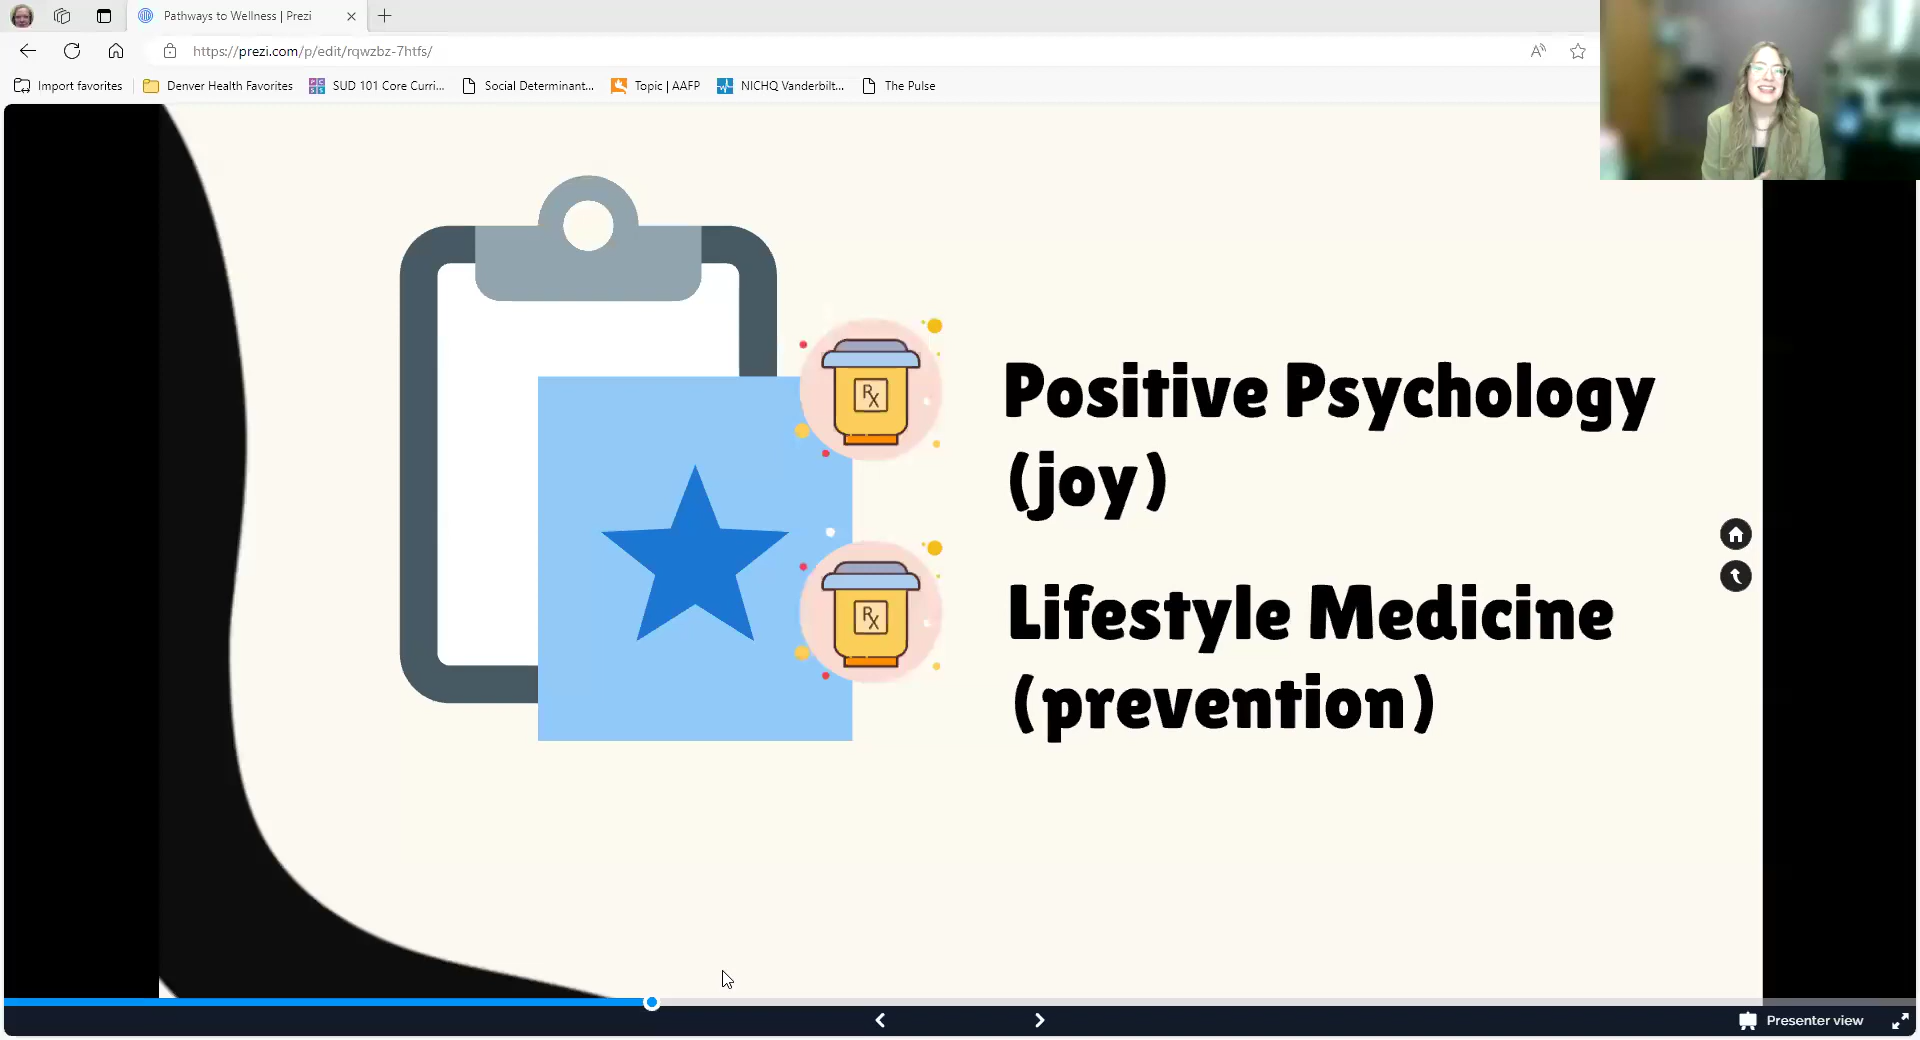 Pathways to Wellness | Prezi
https://prezi.com/p/edit/rqwzbz-7htfs/
Import favorites
Denver Health Favorites
SUD 101 Core Curri...
Social Determinant...
Topic | AAFP
NICHQ Vanderbilt...
The Pulse
Positive Psychology
(joy)
Lifestyle Medicine
(prevention)
Rx
Rx
Presenter view